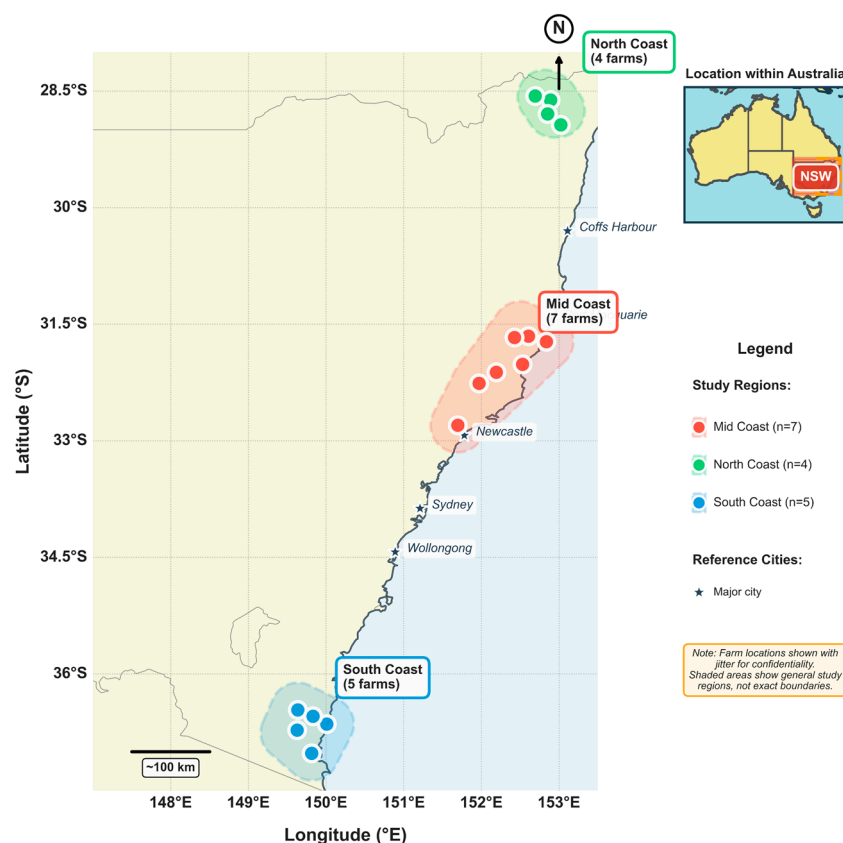 N
North Coast
(4 farms)
Location within Australia
NSW
28.5°S
30°S
31.5°S
33°S
34.5°S
36°S
Latitude (°S)
Coffs Harbour
Mid Coast
(7 farms)
Newcastle
Sydney
Wollongong
South Coast
(5 farms)
~100 km
148°E
149°E
150°E
151°E
152°E
153°E
Longitude (°E)
Legend
Study Regions:
Mid Coast (n=7)
North Coast (n=4)
South Coast (n=5)
Reference Cities:
Major city
Note: Farm locations shown with
jitter for confidentiality.
Shaded areas show general study
regions, not exact boundaries.